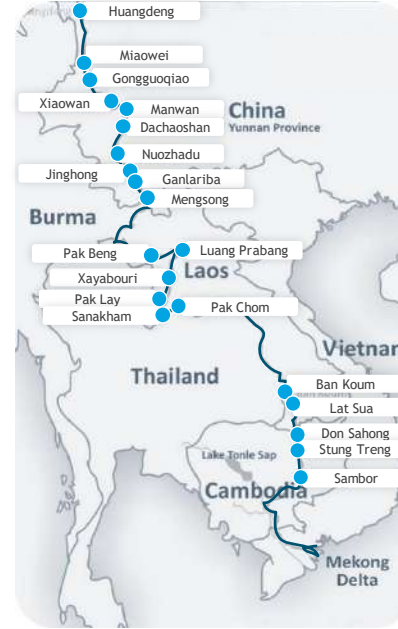 Huangdeng
Miaowei
Gongguoqiao
Xiaowan
Manwan
China
Yunnan Province
Dachaoshan
Nuozhadu
Jinghong
Ganlariba
Mengsong
Burma
Pak Beng
Luang Prabang
Laos
Xayabouri
Pak Lay
Pak Chom
Sanakham
Vietnam
Thailand
Ban Koum
Lat Sua
Don Sahong
Lake Tonle Sap
Stung Treng
Sambor
Cambodia
Mekong
Delta